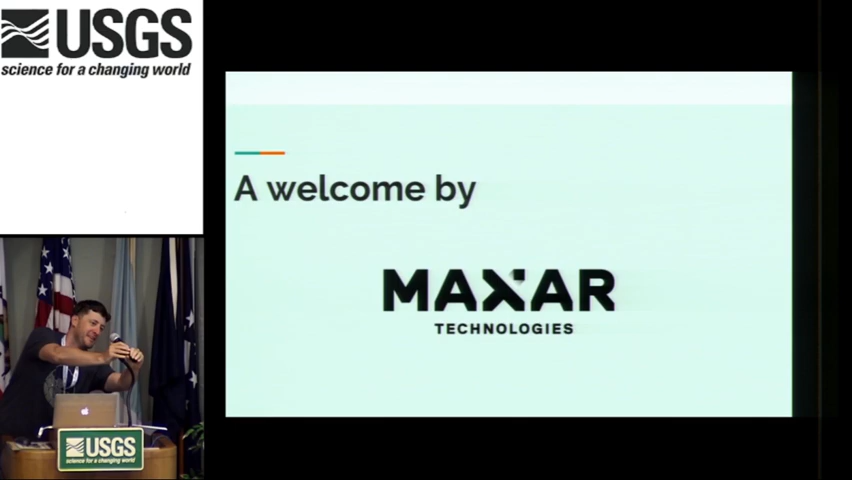 USGS
science for a changing world
A welcome by
MAXAR
TECHNOLOGIES
USGS
science for a changing world